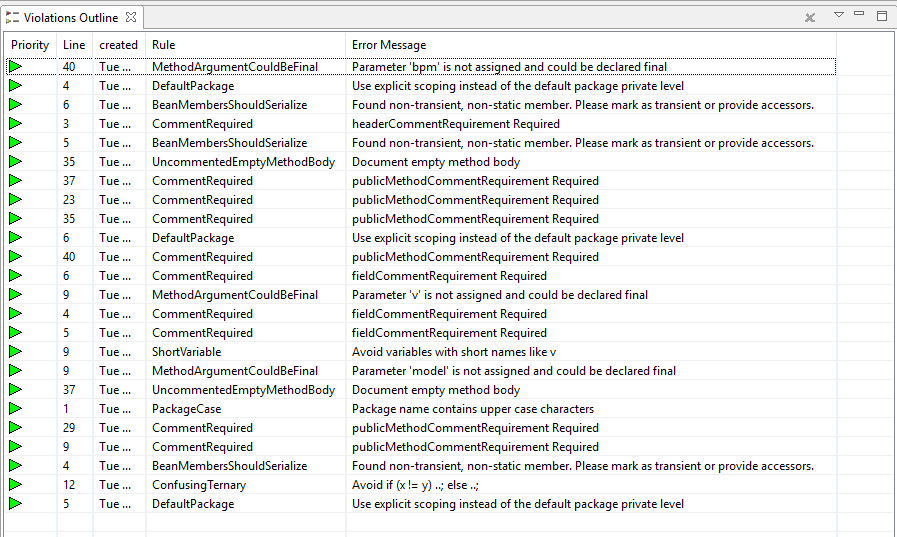 Violations Outline
Priority Line created Rule Error Message
40 Tue ... MethodArgumentCouldBeFinal Parameter 'bpm' is not assigned and could be declared final
4 Tue ... DefaultPackage Use explicit scoping instead of the default package private level
6 Tue ... BeanMembersShouldSerialize Found non-transient, non-static member. Please mark as transient or provide accessors.
3 Tue ... CommentRequired headerCommentRequirement Required
5 Tue ... BeanMembersShouldSerialize Found non-transient, non-static member. Please mark as transient or provide accessors.
35 Tue ... UncommentedEmptyMethodBody Document empty method body
37 Tue ... CommentRequired publicMethodCommentRequirement Required
23 Tue ... CommentRequired publicMethodCommentRequirement Required
35 Tue ... CommentRequired publicMethodCommentRequirement Required
6 Tue ... DefaultPackage Use explicit scoping instead of the default package private level
40 Tue ... CommentRequired publicMethodCommentRequirement Required
6 Tue ... CommentRequired fieldCommentRequirement Required
9 Tue ... MethodArgumentCouldBeFinal Parameter 'v' is not assigned and could be declared final
4 Tue ... CommentRequired fieldCommentRequirement Required
5 Tue ... CommentRequired fieldCommentRequirement Required
9 Tue ... ShortVariable Avoid variables with short names like v
9 Tue ... MethodArgumentCouldBeFinal Parameter 'model' is not assigned and could be declared final
37 Tue ... UncommentedEmptyMethodBody Document empty method body
1 Tue ... PackageCase Package name contains upper case characters
29 Tue ... CommentRequired publicMethodCommentRequirement Required
9 Tue ... CommentRequired publicMethodCommentRequirement Required
4 Tue ... BeanMembersShouldSerialize Found non-transient, non-static member. Please mark as transient or provide accessors.
12 Tue ... ConfusingTernary Avoid if (x != y) ..; else ..;
5 Tue ... DefaultPackage Use explicit scoping instead of the default package private level